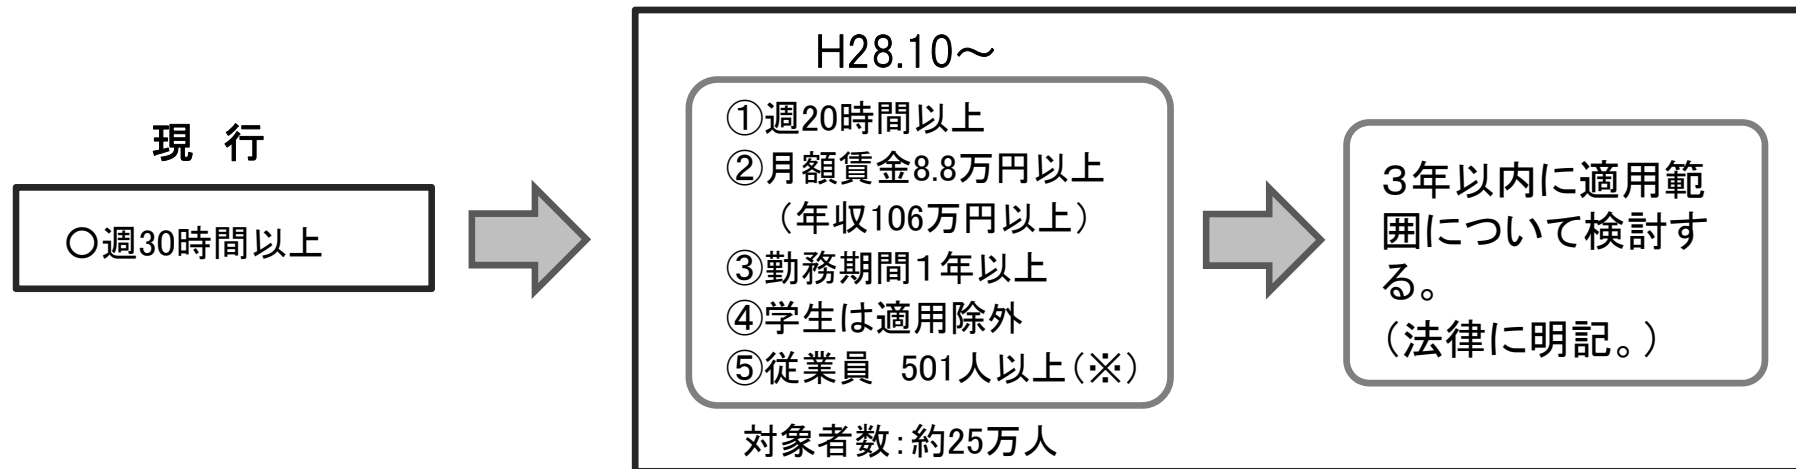 現 行
〇週30時間以上
H28.10～
①週20時間以上
②月額賃金8.8万円以上
（年収106万円以上）
③勤務期間１年以上
④学生は適用除外
⑤従業員 501人以上（※）
対象者数：約25万人
３年以内に適用範
囲について検討す
る。
（法律に明記。）